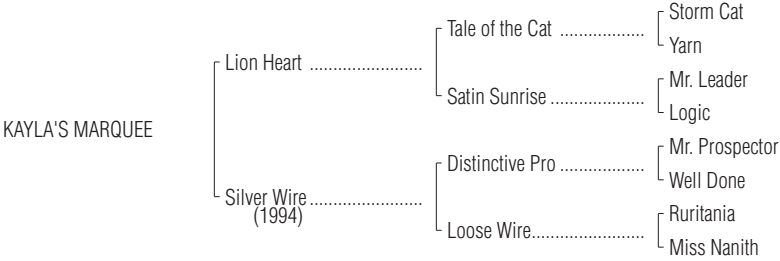 Storm Cat
Tale of the Cat ..................
Yarn
Lion Heart ........................
Mr. Leader
Satin Sunrise ....................
Logic
KAYLA'S MARQUEE
Mr. Prospector
Distinctive Pro ..................
Well Done
Silver Wire ........................
(1994)
Ruritania
Loose Wire........................
Miss Nanith